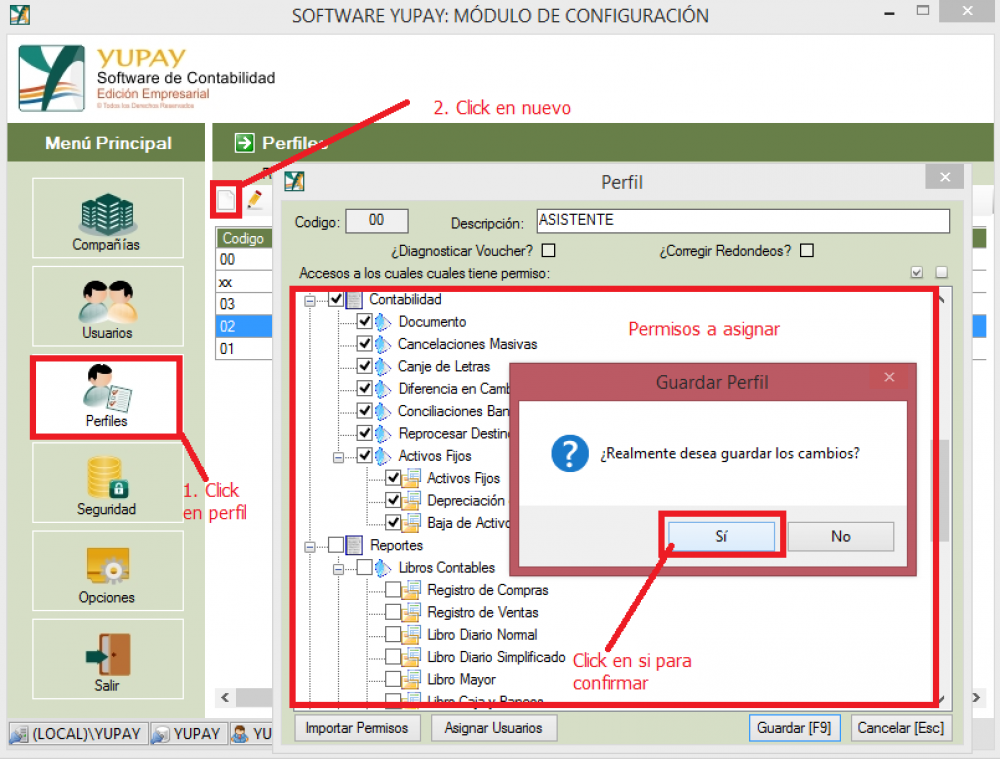 SOFTWARE YUPAY: MÓDULO DE CONFIGURACIÓN
YUPAY
Software de Contabilidad
Edición Empresarial
© Todos los Derechos Reservados
2. Click en nuevo
Menú Principal
Perfiles
Compañías
Usuarios
Perfiles
1. Click
en perfil
Seguridad
Opciones
Salir
Codigo
00
xx
03
02
01
Perfil
Codigo: 00
Descripción: ASISTENTE
¿Diagnosticar Voucher?
¿Corregir Redondeos?
Accesos a los cuales cuales tiene permiso:
Contabilidad
Documento
Permisos a asignar
Cancelaciones Masivas
Canje de Letras
Diferencia en Camb
Conciliaciones Ban
Reprocesar Destin
Activos Fijos
Activos Fijos
Depreciación
Baja de Activo
Guardar Perfil
¿Realmente desea guardar los cambios?
Sí
No
Reportes
Libros Contables
Registro de Compras
Registro de Ventas
Libro Diario Normal
Libro Diario Simplificado
Libro Mayor
Libro Caja y Bancos
Click en si para
confirmar
Importar Permisos
Asignar Usuarios
Guardar [F9]
Cancelar [Esc]
(LOCAL)\YUPAY
YUPAY
YU